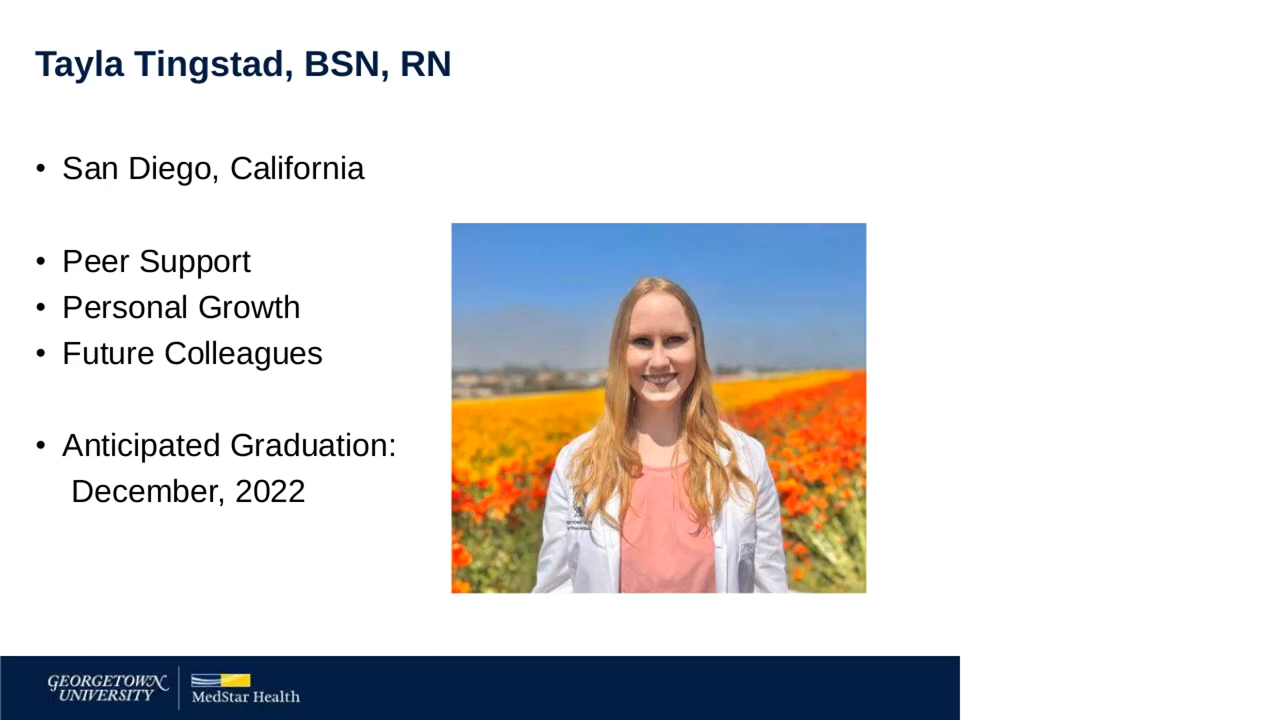 Tayla Tingstad, BSN, RN
• San Diego, California
• Peer Support
• Personal Growth
• Future Colleagues
• Anticipated Graduation:
December, 2022
GEORGETOWN
UNIVERSITY
MedStar Health